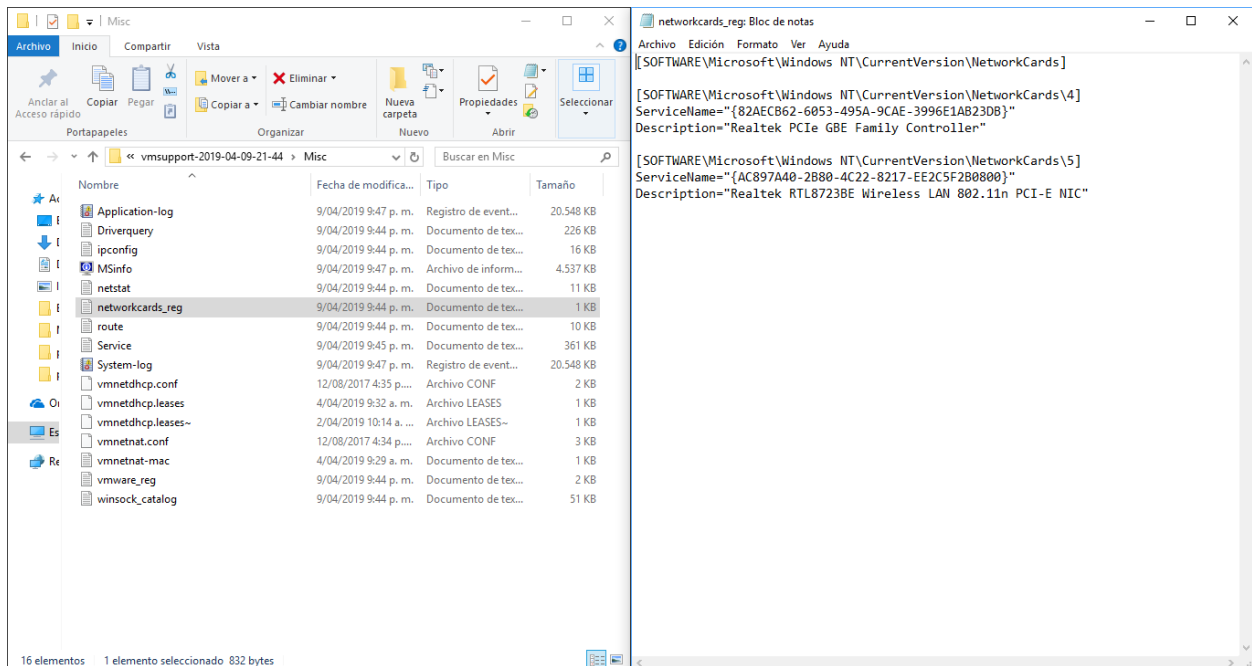 Misc
Archivo Inicio Compartir Vista
Anclar al Acceso rápido
Copiar
Pegar
Mover a
Copiar a
Eliminar
Cambiar nombre
Nueva carpeta
Propiedades
Seleccionar
Portapapeles Organizar Nuevo Abrir
« vmsupport-2019-04-09-21-44 > Misc
Buscar en Misc
Nombre Fecha de modifica... Tipo Tamaño
Application-log 9/04/2019 9:47 p. m. Registro de event... 20.548 KB
Driverquery 9/04/2019 9:44 p. m. Documento de tex... 226 KB
ipconfig 9/04/2019 9:44 p. m. Documento de tex... 16 KB
MSinfo 9/04/2019 9:47 p. m. Archivo de inform... 4.537 KB
netstat 9/04/2019 9:44 p. m. Documento de tex... 11 KB
networkcards_reg 9/04/2019 9:44 p. m. Documento de tex... 1 KB
route 9/04/2019 9:44 p. m. Documento de tex... 10 KB
Service 9/04/2019 9:45 p. m. Documento de tex... 361 KB
System-log 9/04/2019 9:47 p. m. Registro de event... 20.548 KB
vmnetdhcp.conf 12/08/2017 4:35 p.... Archivo CONF 2 KB
vmnetdhcp.leases 4/04/2019 9:32 a. m. Archivo LEASES 1 KB
vmnetdhcp.leases~ 2/04/2019 10:14 a. ... Archivo LEASES~ 1 KB
vmnetnat.conf 12/08/2017 4:34 p.... Archivo CONF 3 KB
vmnetnat-mac 4/04/2019 9:29 a. m. Documento de tex... 1 KB
vmware_reg 9/04/2019 9:44 p. m. Documento de tex... 2 KB
winsock_catalog 9/04/2019 9:44 p. m. Documento de tex... 51 KB
16 elementos 1 elemento seleccionado 832 bytes
networkcards_reg: Bloc de notas
Archivo Edición Formato Ver Ayuda
[SOFTWARE\Microsoft\Windows NT\CurrentVersion\NetworkCards]
[SOFTWARE\Microsoft\Windows NT\CurrentVersion\NetworkCards\4]
ServiceName="{82AECB62-6053-495A-9CAE-3996E1AB23DB}"
Description="Realtek PCIe GBE Family Controller"
[SOFTWARE\Microsoft\Windows NT\CurrentVersion\NetworkCards\5]
ServiceName="{AC897A40-2B80-4C22-8217-EE2C5F2B0800}"
Description="Realtek RTL8723BE Wireless LAN 802.11n PCI-E NIC"